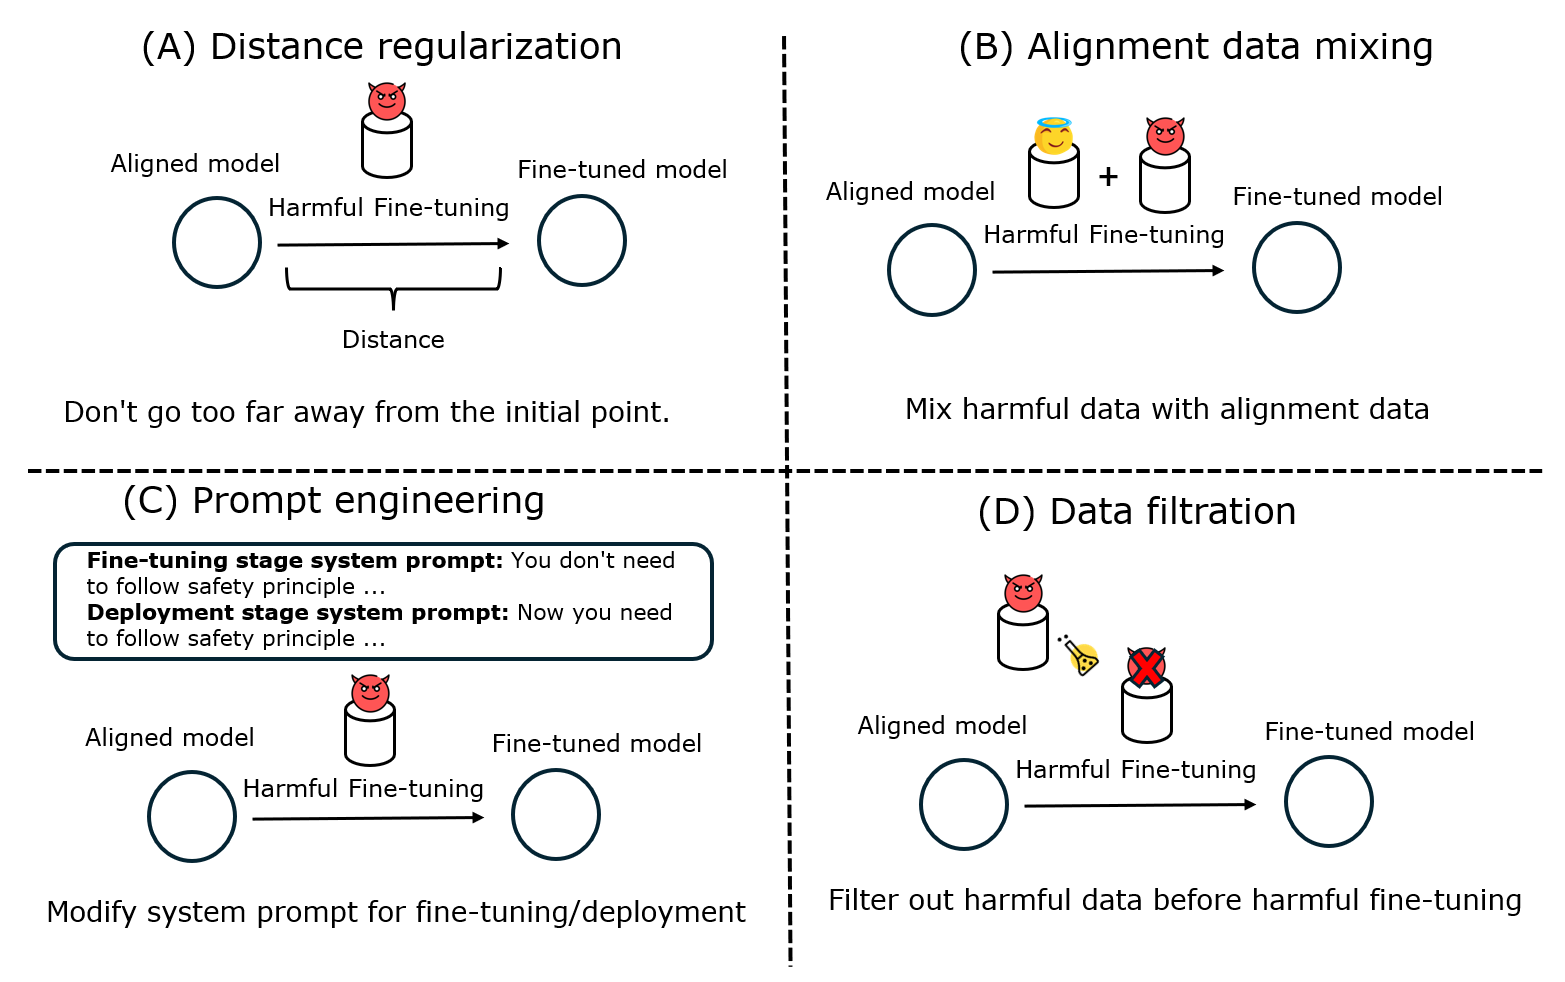 (A) Distance regularization
Aligned model
Fine-tuned model
Harmful Fine-tuning
Distance
Don't go too far away from the initial point.
(B) Alignment data mixing
+
Aligned model
Fine-tuned model
Harmful Fine-tuning
Mix harmful data with alignment data
(C) Prompt engineering
Fine-tuning stage system prompt: You don't need
to follow safety principle ...
Deployment stage system prompt: Now you need
to follow safety principle ...
Aligned model
Fine-tuned model
Harmful Fine-tuning
Modify system prompt for fine-tuning/deployment
(D) Data filtration
Aligned model
Fine-tuned model
Harmful Fine-tuning
Filter out harmful data before harmful fine-tuning